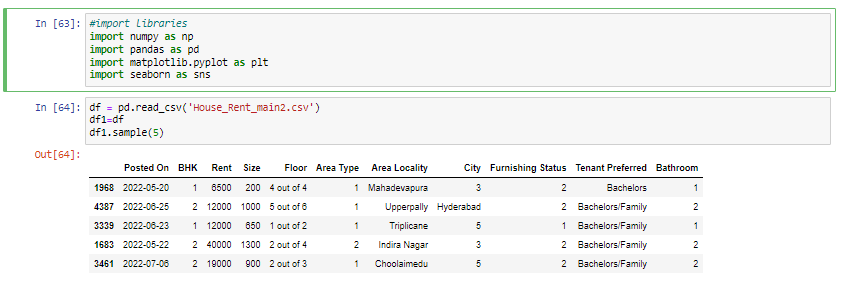 In [63]: #import Libraries
import numpy as np
import pandas as pd
import matplotlib.pyplot as plt
import seaborn as sns
In [64]: df = pd.read_csv('House_Rent_main2.csv')
df1=df
df1.sample(5)
Out[64]:
Posted On BHK Rent Size Floor Area Type Area Locality City Furnishing Status Tenant Preferred Bathroom
1968 2022-05-20 1 6500 200 4 out of 4 1 Mahadevapura 3 2 Bachelors 1
4387 2022-06-25 2 12000 1000 5 out of 6 1 Upperpally Hyderabad 2 Bachelors/Family 2
3339 2022-06-23 1 12000 650 1 out of 2 1 Triplicane 5 1 Bachelors/Family 1
1683 2022-05-22 2 40000 1300 2 out of 4 2 Indira Nagar 3 2 Bachelors/Family 2
3461 2022-07-06 2 19000 900 2 out of 3 1 Choolaimedu 5 2 Bachelors/Family 2